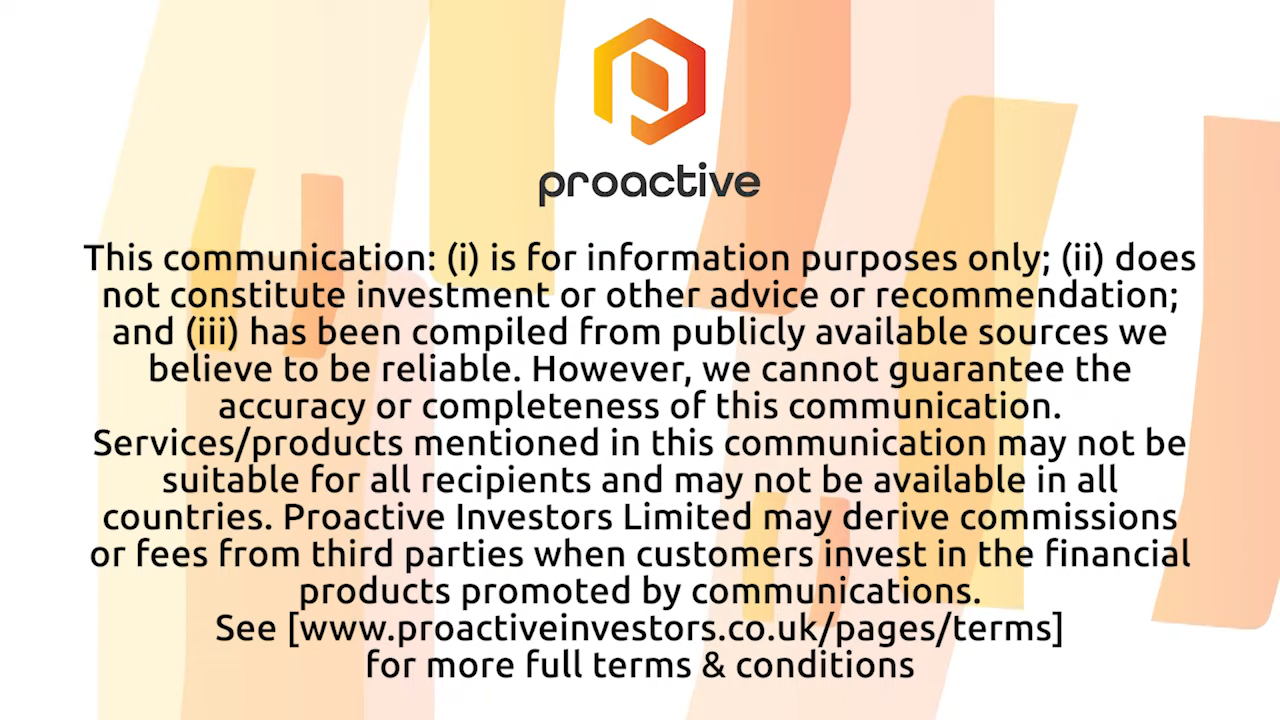 proactive
This communication: (i) is for information purposes only; (ii) does
not constitute investment or other advice or recommendation;
and (iii) has been compiled from publicly available sources we
believe to be reliable. However, we cannot guarantee the
accuracy or completeness of this communication.
Services/products mentioned in this communication may not be
suitable for all recipients and may not be available in all
countries. Proactive Investors Limited may derive commissions
or fees from third parties when customers invest in the financial
products promoted by communications.
See [www.proactiveinvestors.co.uk/pages/terms]
for more full terms & conditions